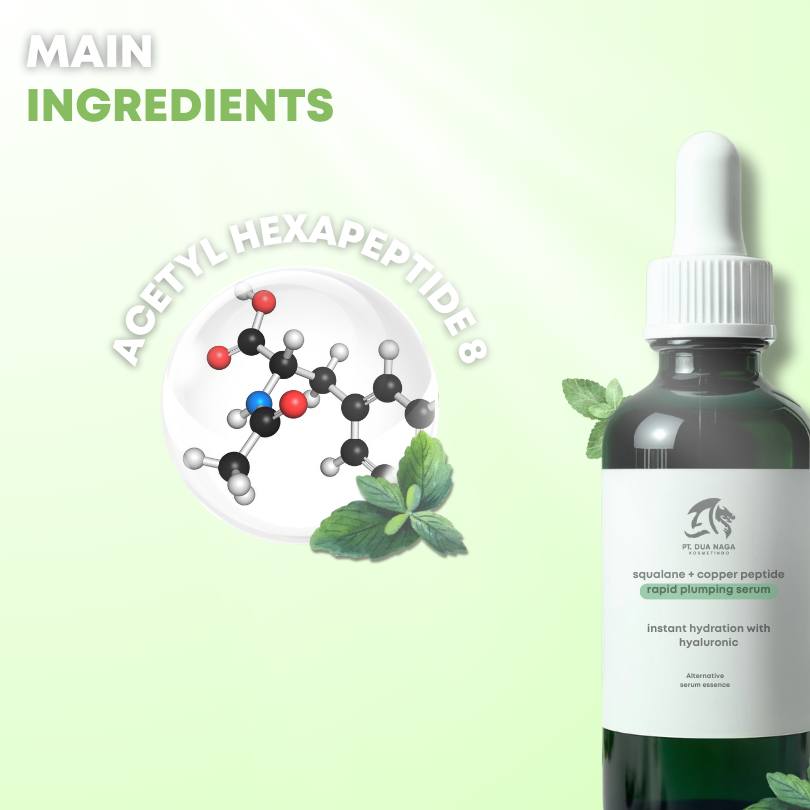 MAIN
INGREDIENTS
ACETYL HEXAPEPTIDE 8
PT. DUA NAGA
KOSMETINDO
squalane + copper peptide
rapid plumping serum
instant hydration with
hyaluronic
Alternative
serum essence